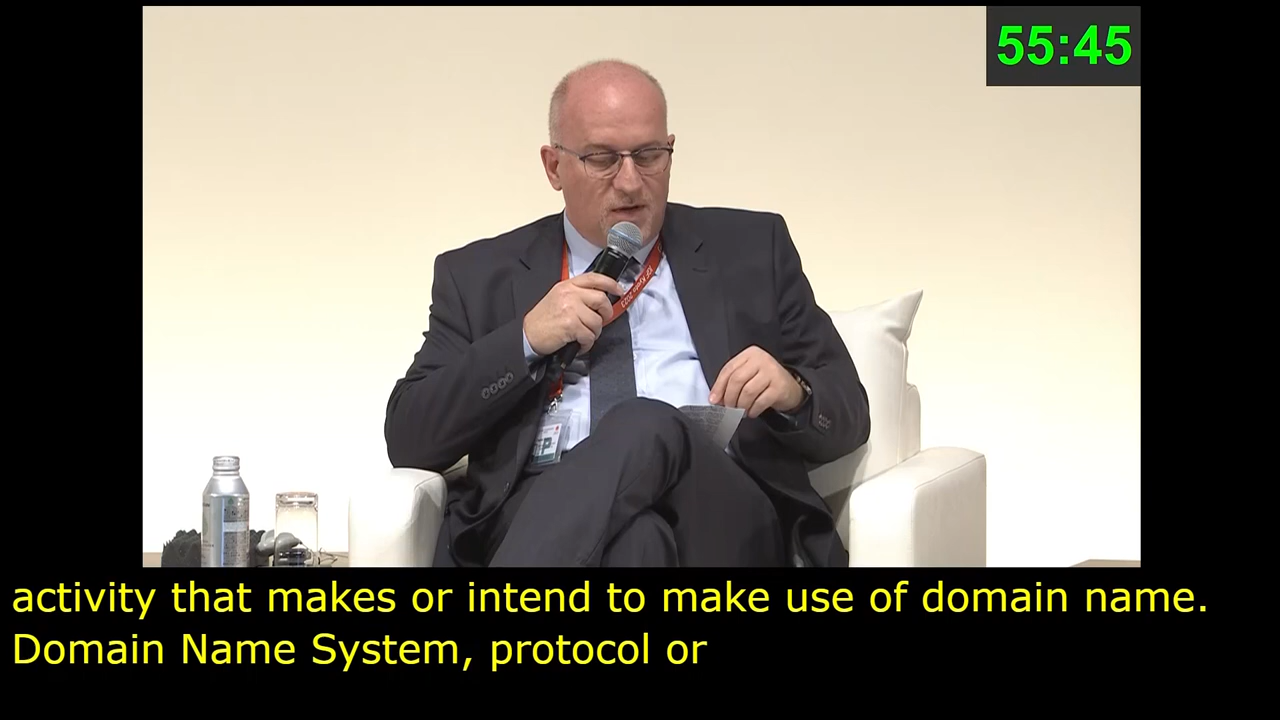 55:45
activity that makes or intend to make use of domain name.
Domain Name System, protocol or